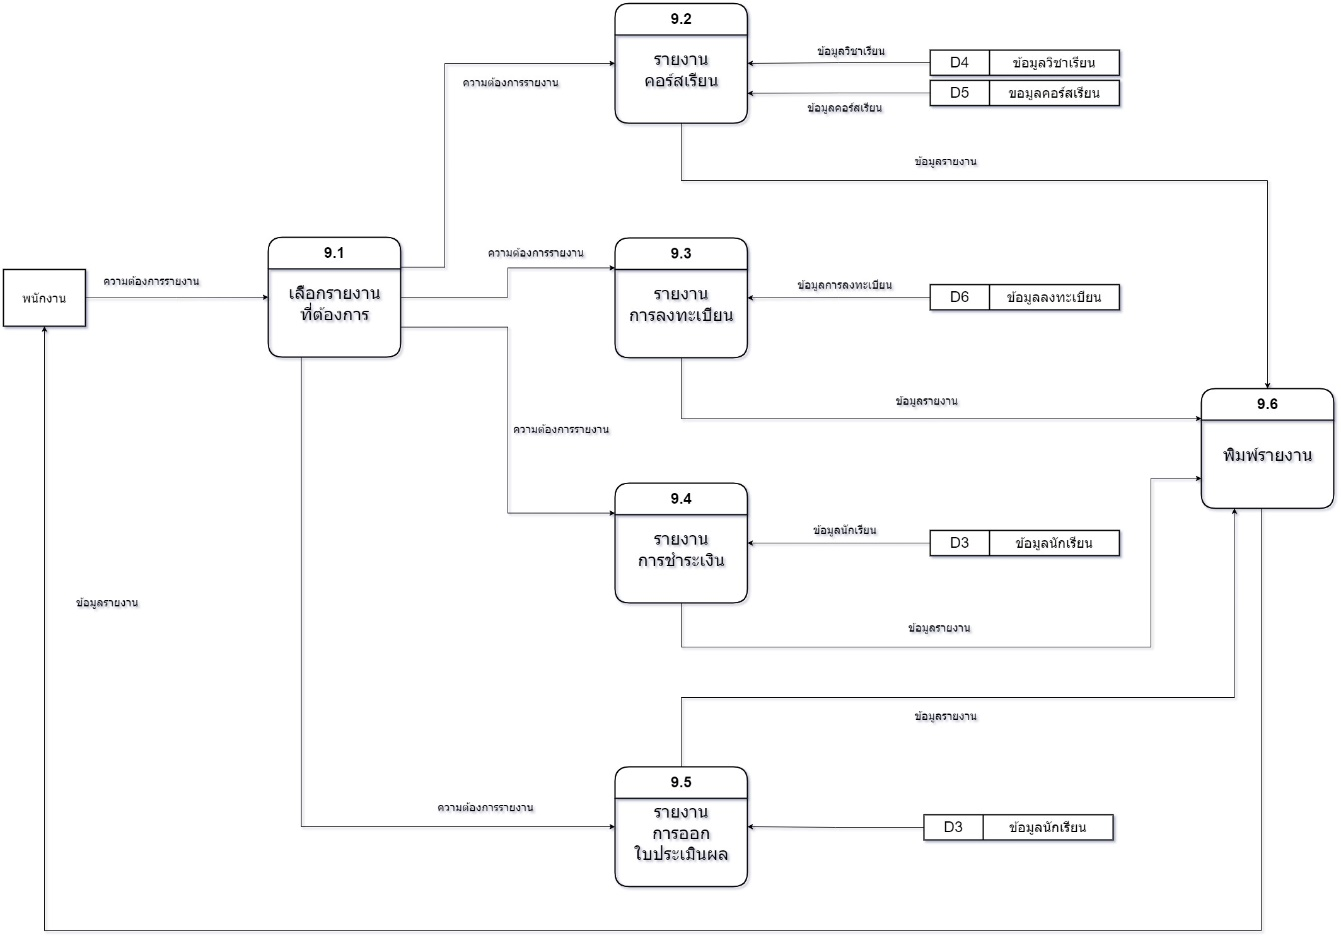 9.2
รายงาน
คอร์สเรียน
ข้อมูลวิชาเรียน
D4 ข้อมูลวิชาเรียน
ความต้องการรายงาน
D5 ขอมูลคอร์สเรียน
ข้อมูลคอร์สเรียน
ข้อมูลรายงาน
9.1
เลือกรายงาน
ที่ต้องการ
พนักงาน
ความต้องการรายงาน
ความต้องการรายงาน
9.3
รายงาน
การลงทะเบียน
ข้อมูลการลงทะเบียน
D6 ข้อมูลลงทะเบียน
ข้อมูลรายงาน
9.6
พิมพ์รายงาน
ความต้องการรายงาน
9.4
รายงาน
การชำระเงิน
ข้อมูลนักเรียน
D3 ข้อมูลนักเรียน
ข้อมูลรายงาน
ข้อมูลรายงาน
ข้อมูลรายงาน
9.5
รายงาน
การออก
ใบประเมินผล
ความต้องการรายงาน
D3 ข้อมูลนักเรียน